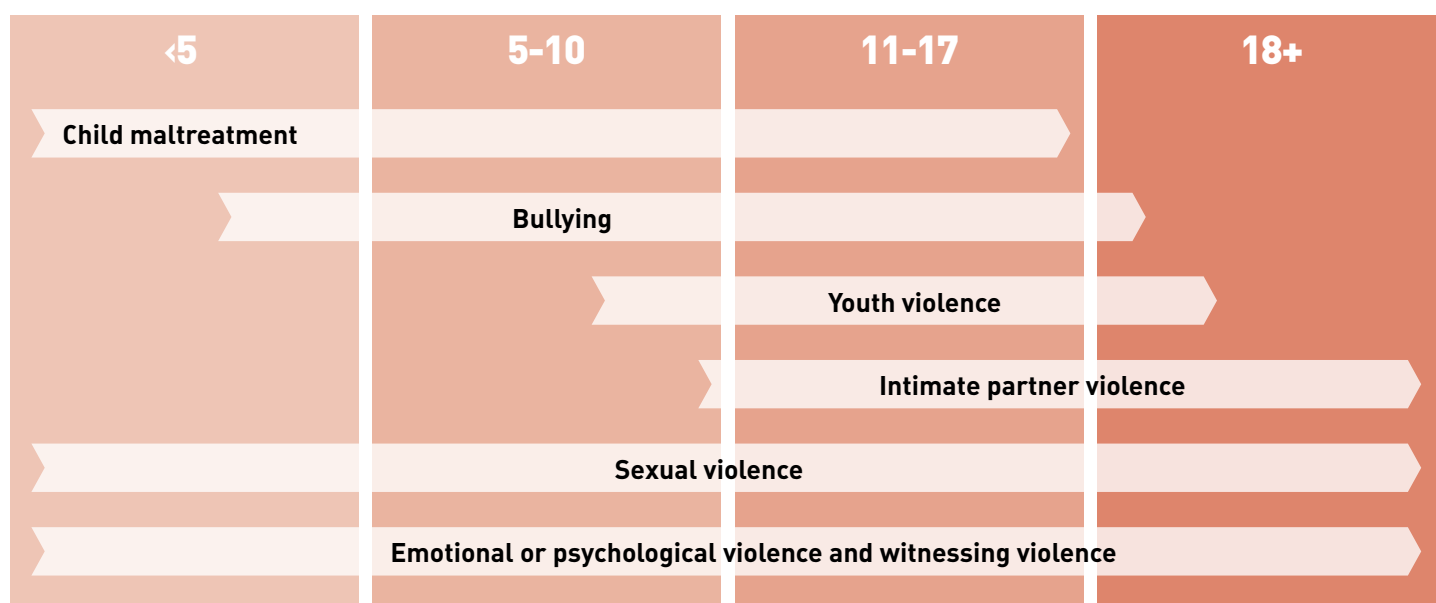 <5
5-10
11-17
18+
Child maltreatment
Bullying
Youth violence
Intimate partner violence
Sexual violence
Emotional or psychological violence and witnessing violence